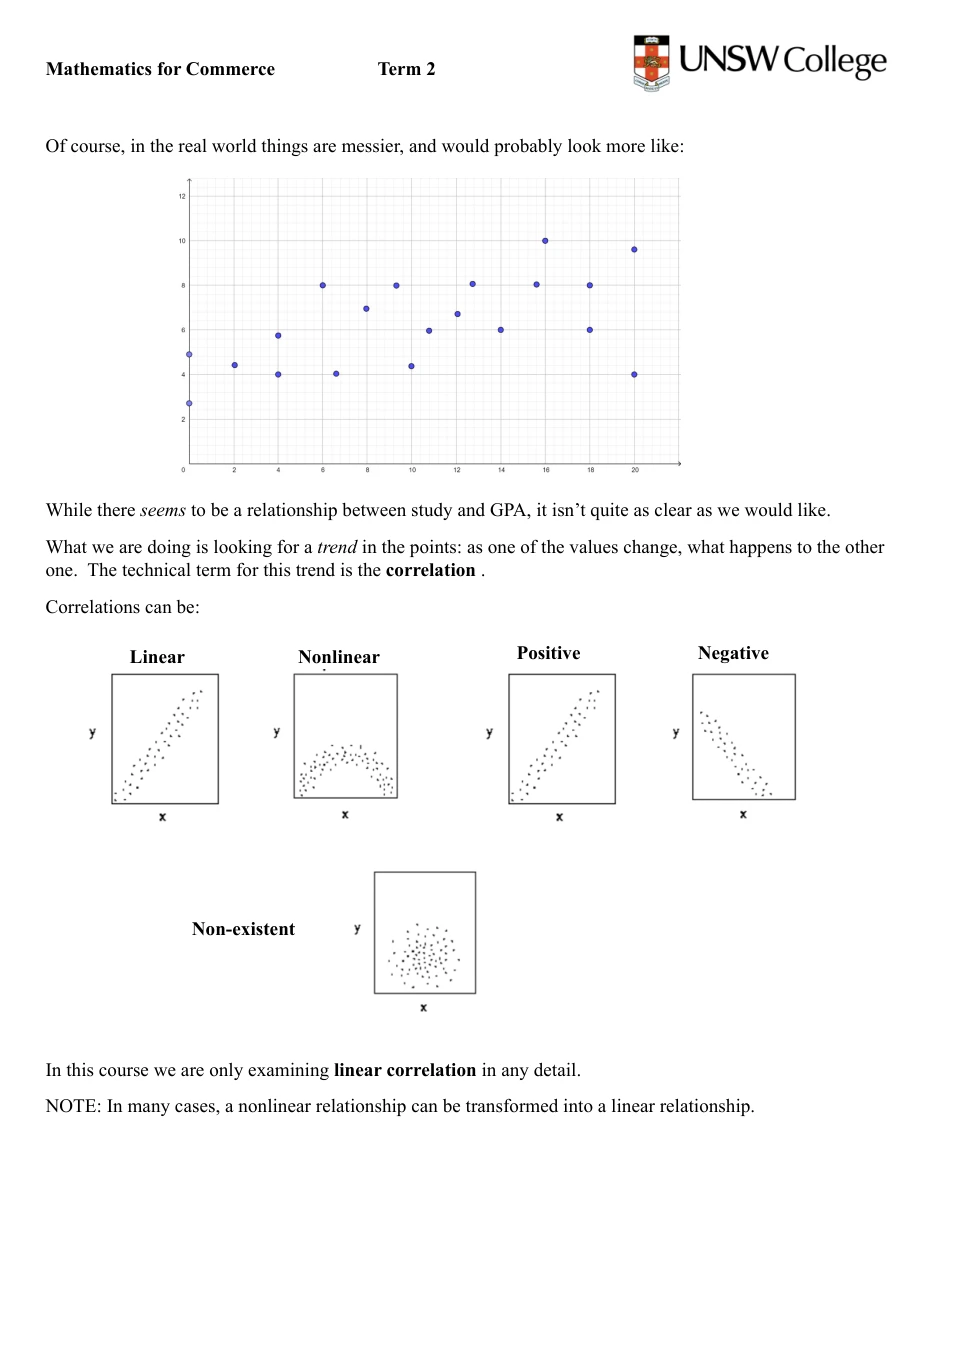 Mathematics for Commerce Term 2
UNSW College
Of course, in the real world things are messier, and would probably look more like:
12
10
8
6
4
2
0 2 4 6 8 10 12 14 16 18 20
While there seems to be a relationship between study and GPA, it isn’t quite as clear as we would like.
What we are doing is looking for a trend in the points: as one of the values change, what happens to the other
one. The technical term for this trend is the correlation .
Correlations can be:
Linear Nonlinear Positive Negative
y y y y
x x x x
Non-existent y
x
In this course we are only examining linear correlation in any detail.
NOTE: In many cases, a nonlinear relationship can be transformed into a linear relationship.